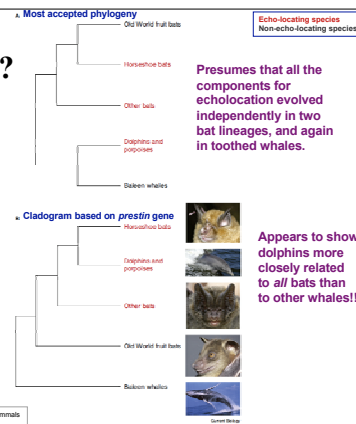 A: Most accepted phylogeny
Old World fruit bats
Echo-locating species
Non-echo-locating species
?
Horseshoe bats
Presumes that all the
components for
echolocation evolved
independently in two
bat lineages, and again
in toothed whales.
Other bats
Dolphins and
porpoises
Baleen whales
B: Cladogram based on prestin gene
Horseshoe bats
Dolphins and
porpoises
Appears to show
dolphins more
closely related
to all bats than
to other whales!!
Other bats
Old World fruit bats
Baleen whales
Current Biology